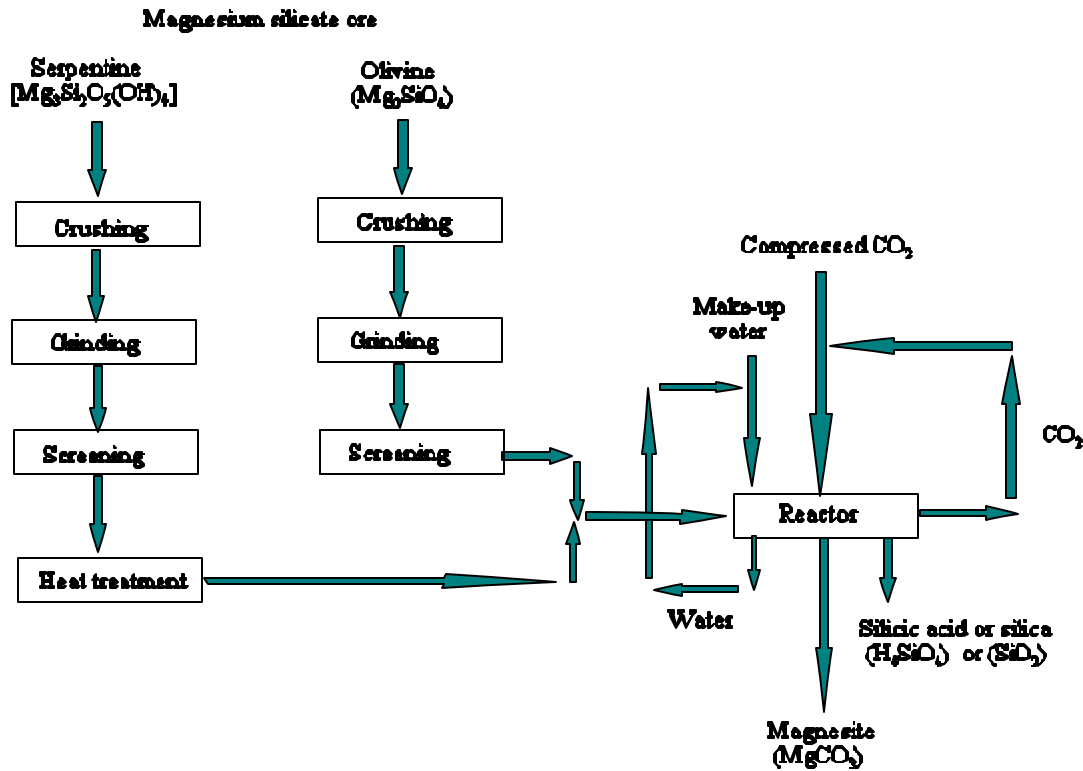 Magnesium silicate ore
Serpentine
[Mg₃Si₂O₅(OH)₄]
Olivine
(Mg₂SiO₄)
Crushing
Grinding
Screening
Heat treatment
Crushing
Grinding
Screening
Compressed CO₂
Make-up
water
CO₂
Reactor
Water
Silicic acid or silica
(H₄SiO₄) or (SiO₂)
Magnesite
(MgCO₃)